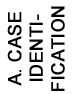 A. CASE
IDENTI-
FICATION